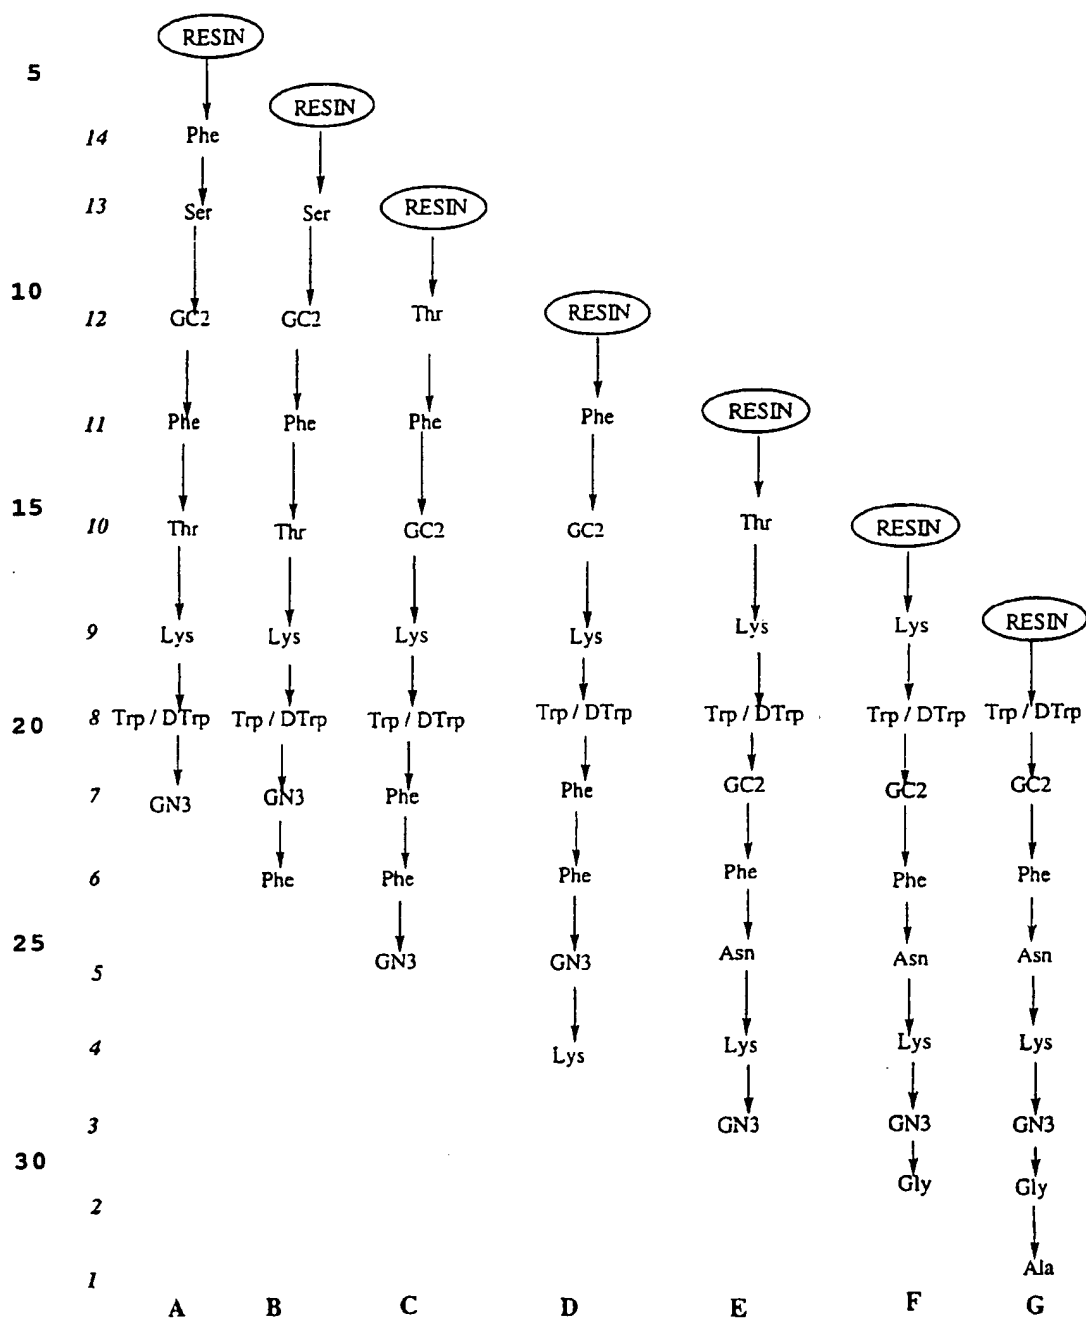 RESIN
5
RESIN
14 Phe
13 Ser Ser RESIN
10
12 GC2 GC2 Thr RESIN
11 Phe Phe Phe Phe RESIN
15
10 Thr Thr GC2 GC2 Thr RESIN
9 Lys Lys Lys Lys Lys Lys RESIN
20 8 Trp / DTrp Trp / DTrp Trp / DTrp Trp / DTrp Trp / DTrp Trp / DTrp Trp / DTrp
7 GN3 GN3 Phe Phe GC2 GC2 GC2
6 Phe Phe Phe Phe Phe Phe
25
5 GN3 GN3 Asn Asn Asn
4 Lys Lys Lys Lys
3 GN3 GN3 GN3
30
2 Gly Gly
1 Ala
A B C D E F G